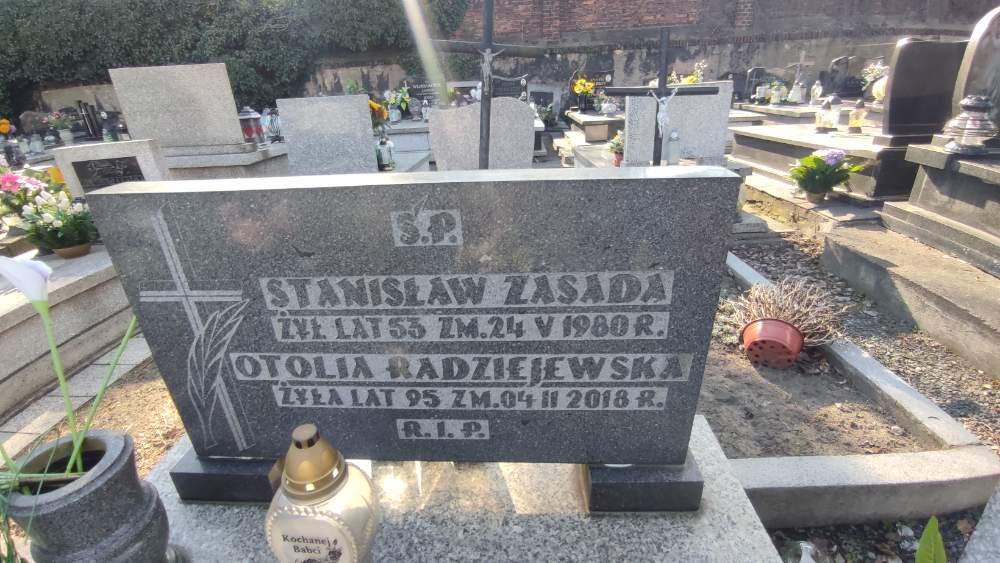 Ś.P.
STANISŁAW ZASADA
ŻYŁ LAT 53 ZM.24 V 1980 R.
OTOLIA RADZIEJEWSKA
ŻYŁA LAT 95 ZM.04 II 2018 R.
R.I.P.
Kochanej
Babci